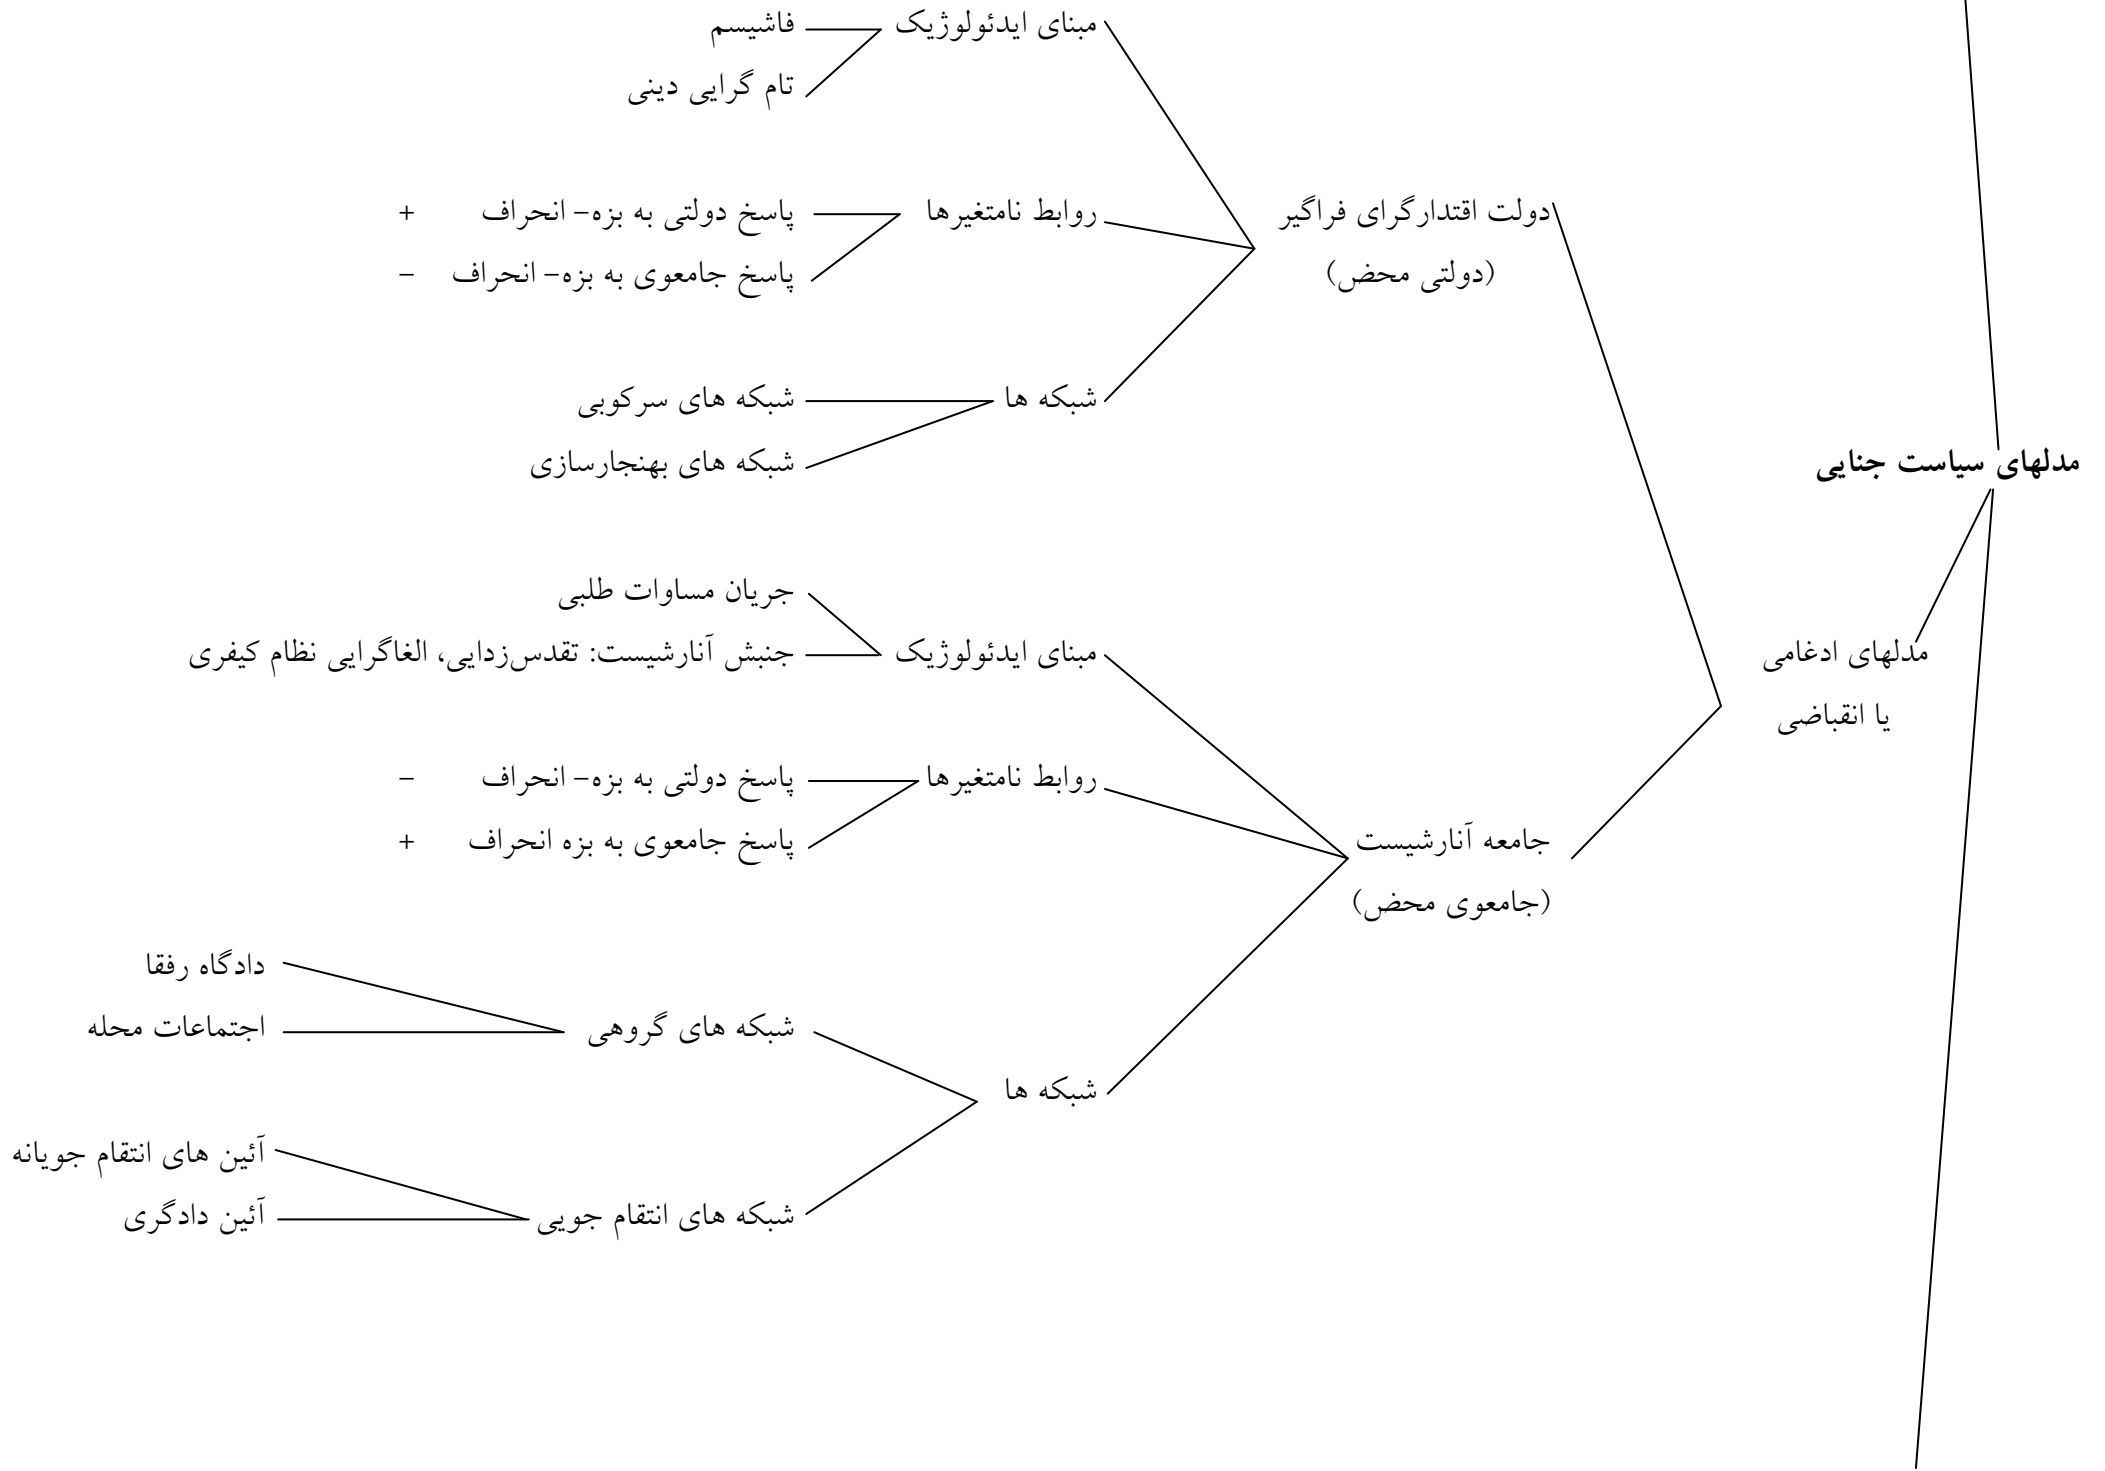 مبنای ایدئولوژیک
فاشیسم
تام گرایی دینی
دولت اقتدارگرای فراگیر
(دولتی محض)
روابط نامتغیرها
پاسخ دولتی به بزه– انحراف +
پاسخ جامعوی به بزه– انحراف –
شبکه ها
شبکه های سرکوبی
شبکه های بهنجارسازی
مدلهای سیاست جنایی
مدلهای ادغامی
یا انقباضی
مبنای ایدئولوژیک
جریان مساوات طلبی
جنبش آنارشیست: تقدس‌زدایی، الغاگرایی نظام کیفری
روابط نامتغیرها
پاسخ دولتی به بزه– انحراف –
پاسخ جامعوی به بزه انحراف +
جامعه آنارشیست
(جامعوی محض)
شبکه ها
شبکه های گروهی
دادگاه رفقا
اجتماعات محله
شبکه های انتقام جویی
آئین های انتقام جویانه
آئین دادگری